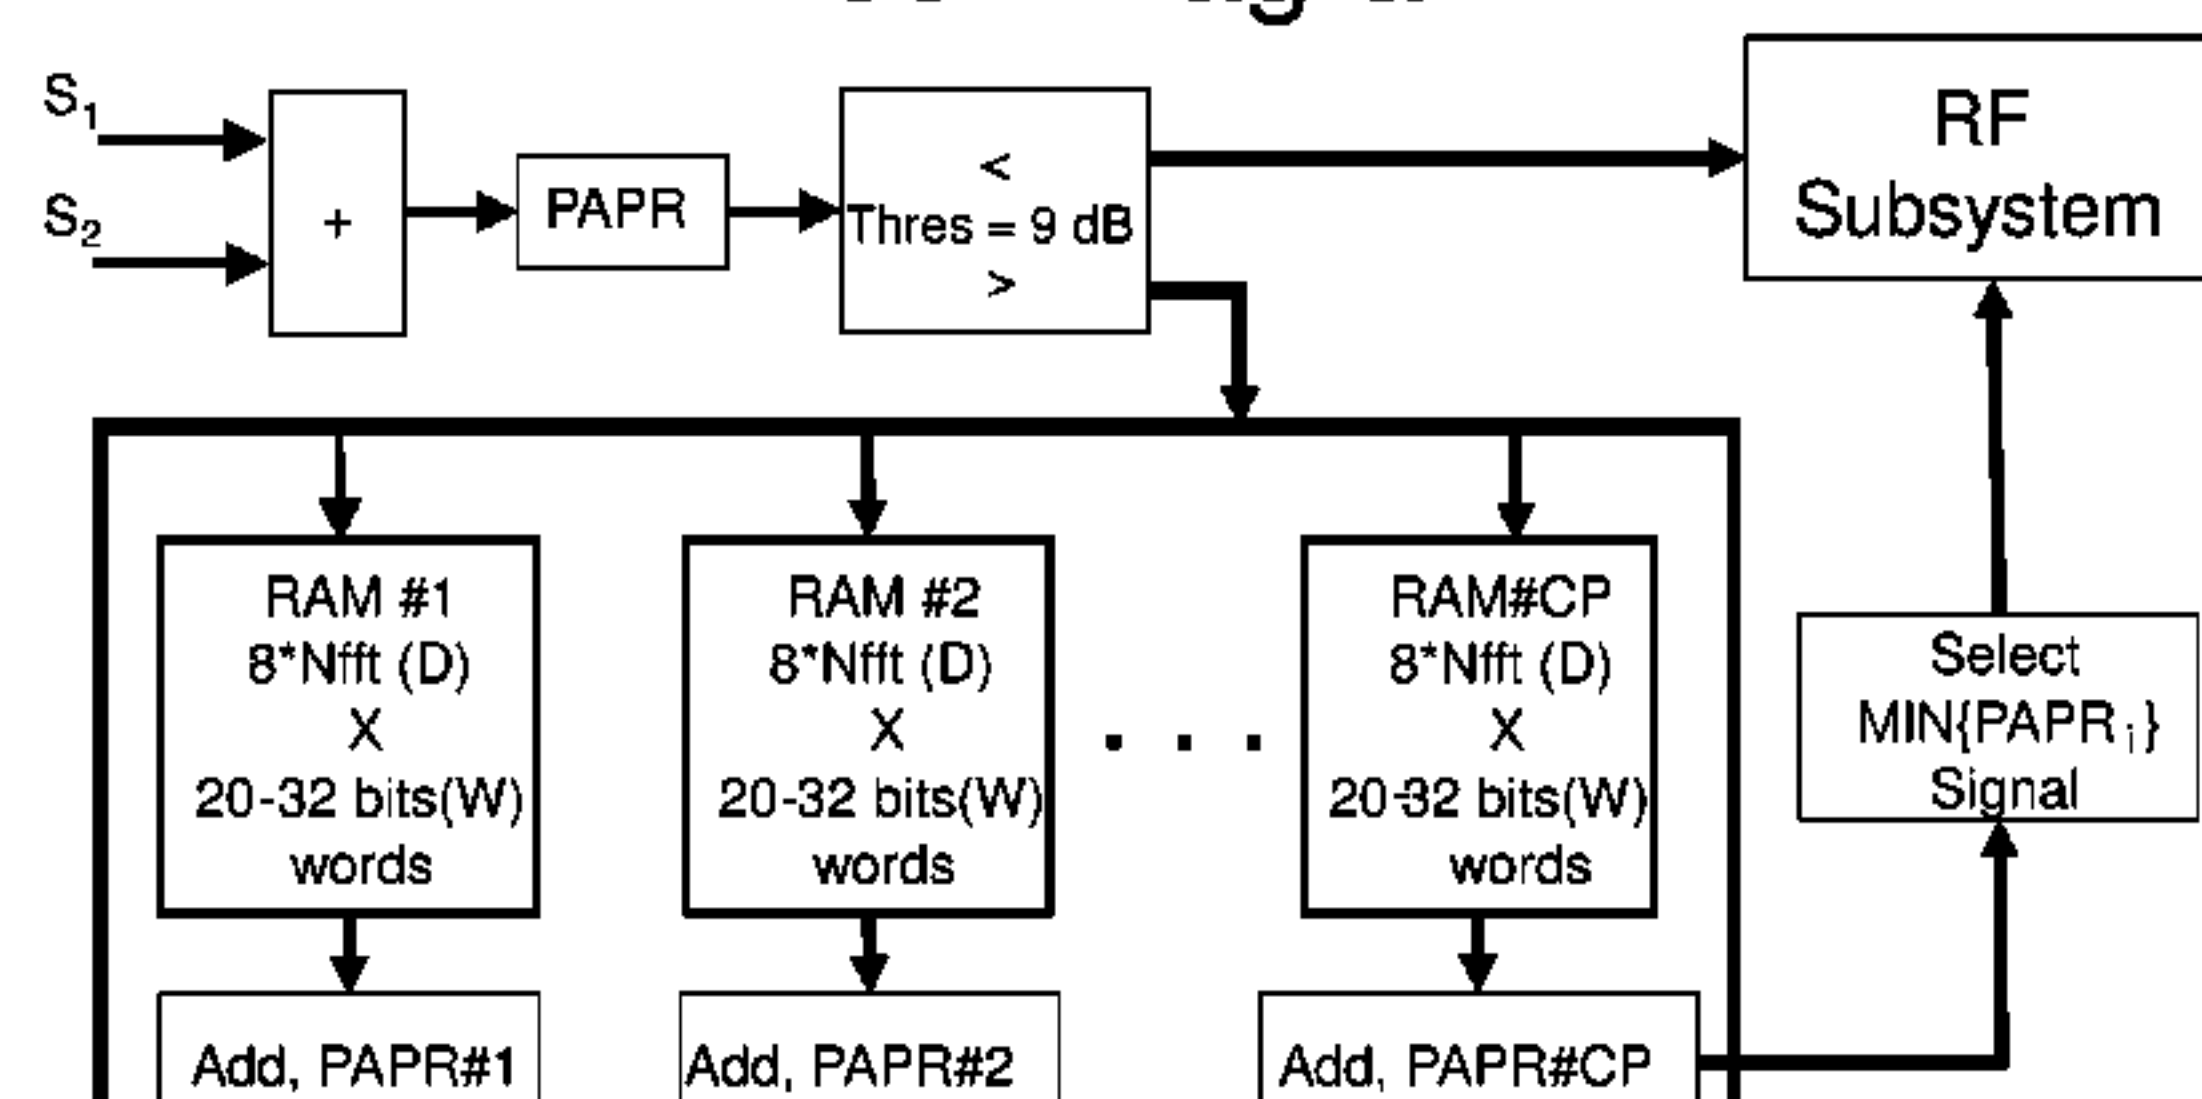 S1
S2
+
PAPR
<
Thres = 9 dB
>
RF
Subsystem
RAM #1
8*Nfft (D)
X
20-32 bits(W)
words
RAM #2
8*Nfft (D)
X
20-32 bits(W)
words
. . .
RAM#CP
8*Nfft (D)
X
20-32 bits(W)
words
Select
MIN{PAPR i}
Signal
Add, PAPR#1
Add, PAPR#2
Add, PAPR#CP